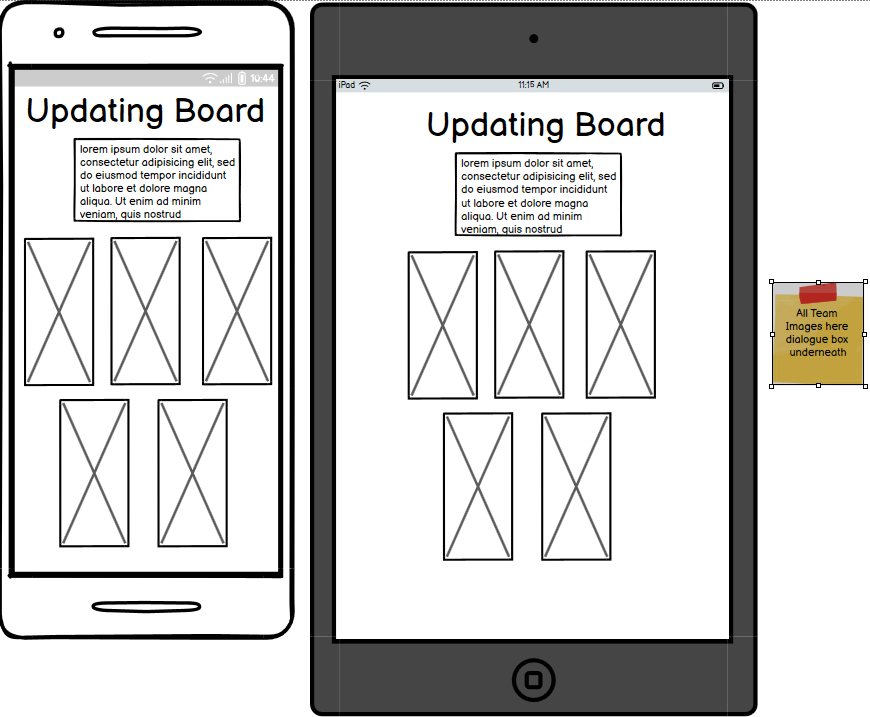 10:44
Updating Board
lorem ipsum dolor sit amet,
consectetur adipisicing elit, sed
do eiusmod tempor incididunt
ut labore et dolore magna
aliqua. Ut enim ad minim
veniam, quis nostrud
iPad
11:15 AM
Updating Board
lorem ipsum dolor sit amet,
consectetur adipisicing elit, sed
do eiusmod tempor incididunt
ut labore et dolore magna
aliqua. Ut enim ad minim
veniam, quis nostrud
All Team
Images here
dialogue box
underneath